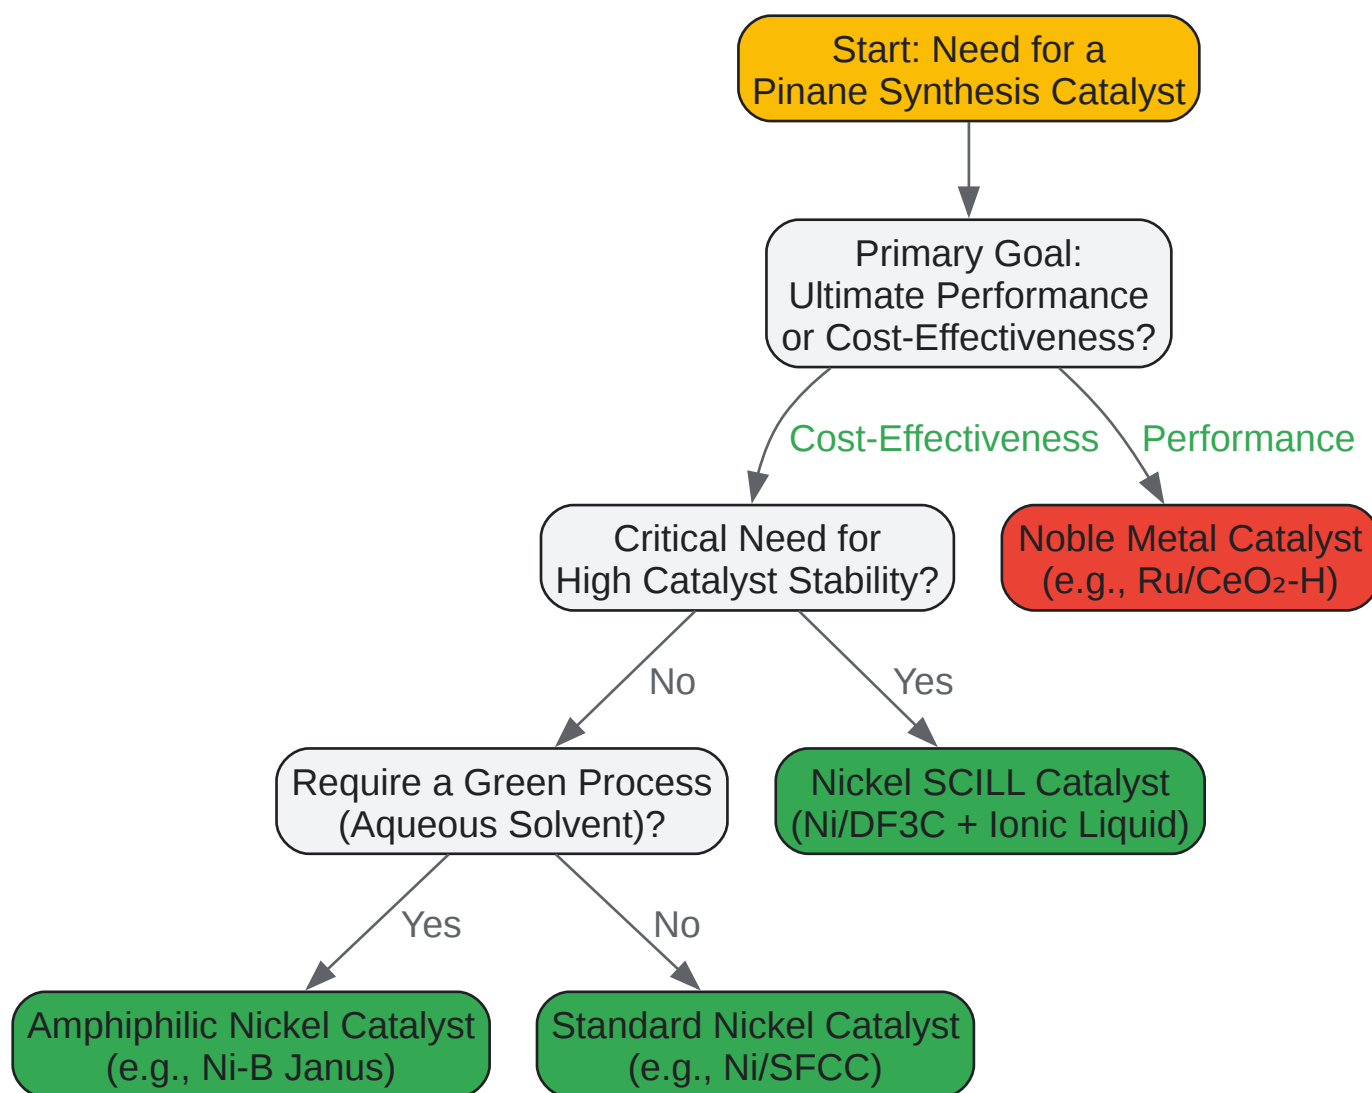 Start: Need for a
Pinane Synthesis Catalyst
Primary Goal:
Ultimate Performance
or Cost-Effectiveness?
Cost-Effectiveness
Performance
Critical Need for
High Catalyst Stability?
Noble Metal Catalyst
(e.g., Ru/CeO₂-H)
No
Yes
Require a Green Process
(Aqueous Solvent)?
Nickel SCILL Catalyst
(Ni/DF3C + Ionic Liquid)
Yes
No
Amphiphilic Nickel Catalyst
(e.g., Ni-B Janus)
Standard Nickel Catalyst
(e.g., Ni/SFCC)